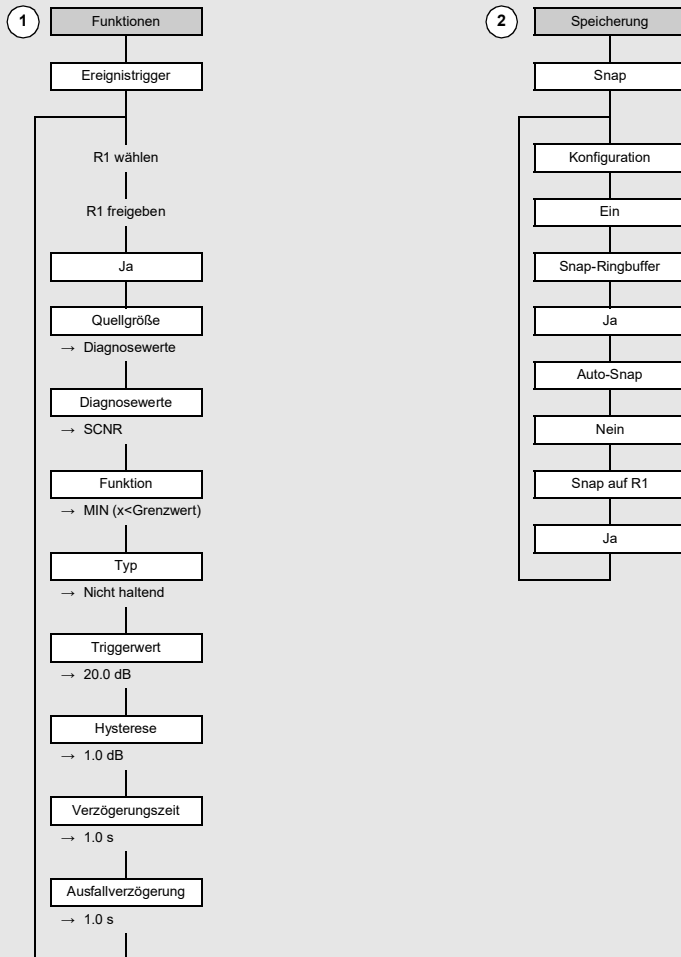 1
Funktionen
Ereignistrigger
R1 wählen
R1 freigeben
Ja
Quellgröße
→ Diagnosewerte
Diagnosewerte
→ SCNR
Funktion
→ MIN (x<Grenzwert)
Typ
→ Nicht haltend
Triggerwert
→ 20.0 dB
Hysterese
→ 1.0 dB
Verzögerungszeit
→ 1.0 s
Ausfallverzögerung
→ 1.0 s
2
Speicherung
Snap
Konfiguration
Ein
Snap-Ringbuffer
Ja
Auto-Snap
Nein
Snap auf R1
Ja